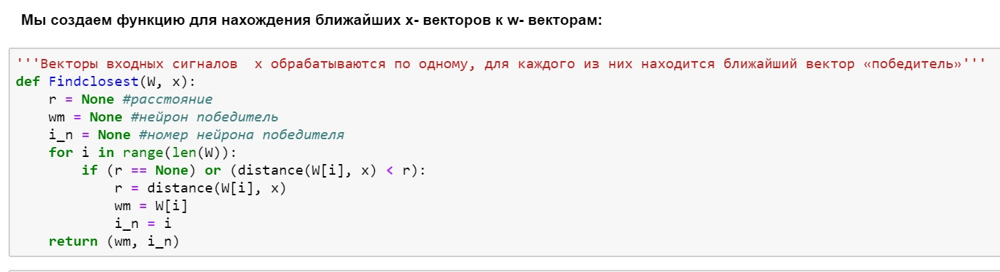 Мы создаем функцию для нахождения ближайших x- векторов к w- векторам:
'''Векторы входных сигналов  x обрабатываются по одному, для каждого из них находится ближайший вектор «победитель»'''
def Findclosest(W, x):
    r = None #расстояние
    wm = None #нейрон победитель
    i_n = None #номер нейрона победителя
    for i in range(len(W)):
        if (r == None) or (distance(W[i], x) < r):
            r = distance(W[i], x)
            wm = W[i]
            i_n = i
    return (wm, i_n)